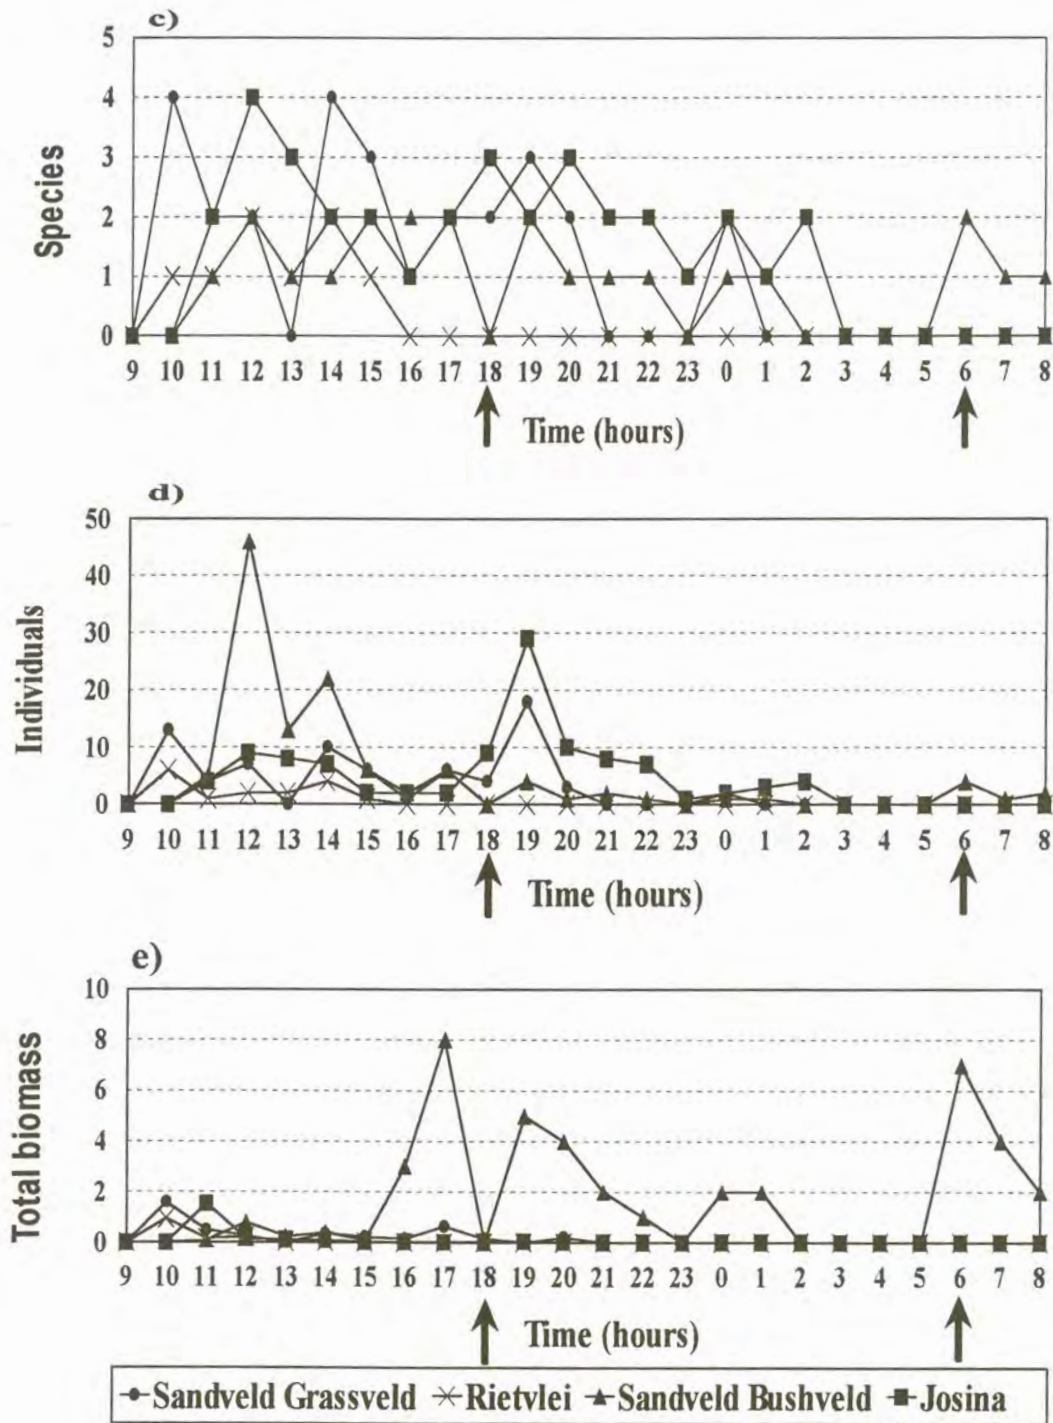 c)
Species
5
4
3
2
1
0
9 10 11 12 13 14 15 16 17 18 19 20 21 22 23 0 1 2 3 4 5 6 7 8
Time (hours)
d)
Individuals
50
40
30
20
10
0
9 10 11 12 13 14 15 16 17 18 19 20 21 22 23 0 1 2 3 4 5 6 7 8
Time (hours)
e)
Total biomass
10
8
6
4
2
0
9 10 11 12 13 14 15 16 17 18 19 20 21 22 23 0 1 2 3 4 5 6 7 8
Time (hours)
Sandveld Grassveld Rietvlei Sandveld Bushveld Josina